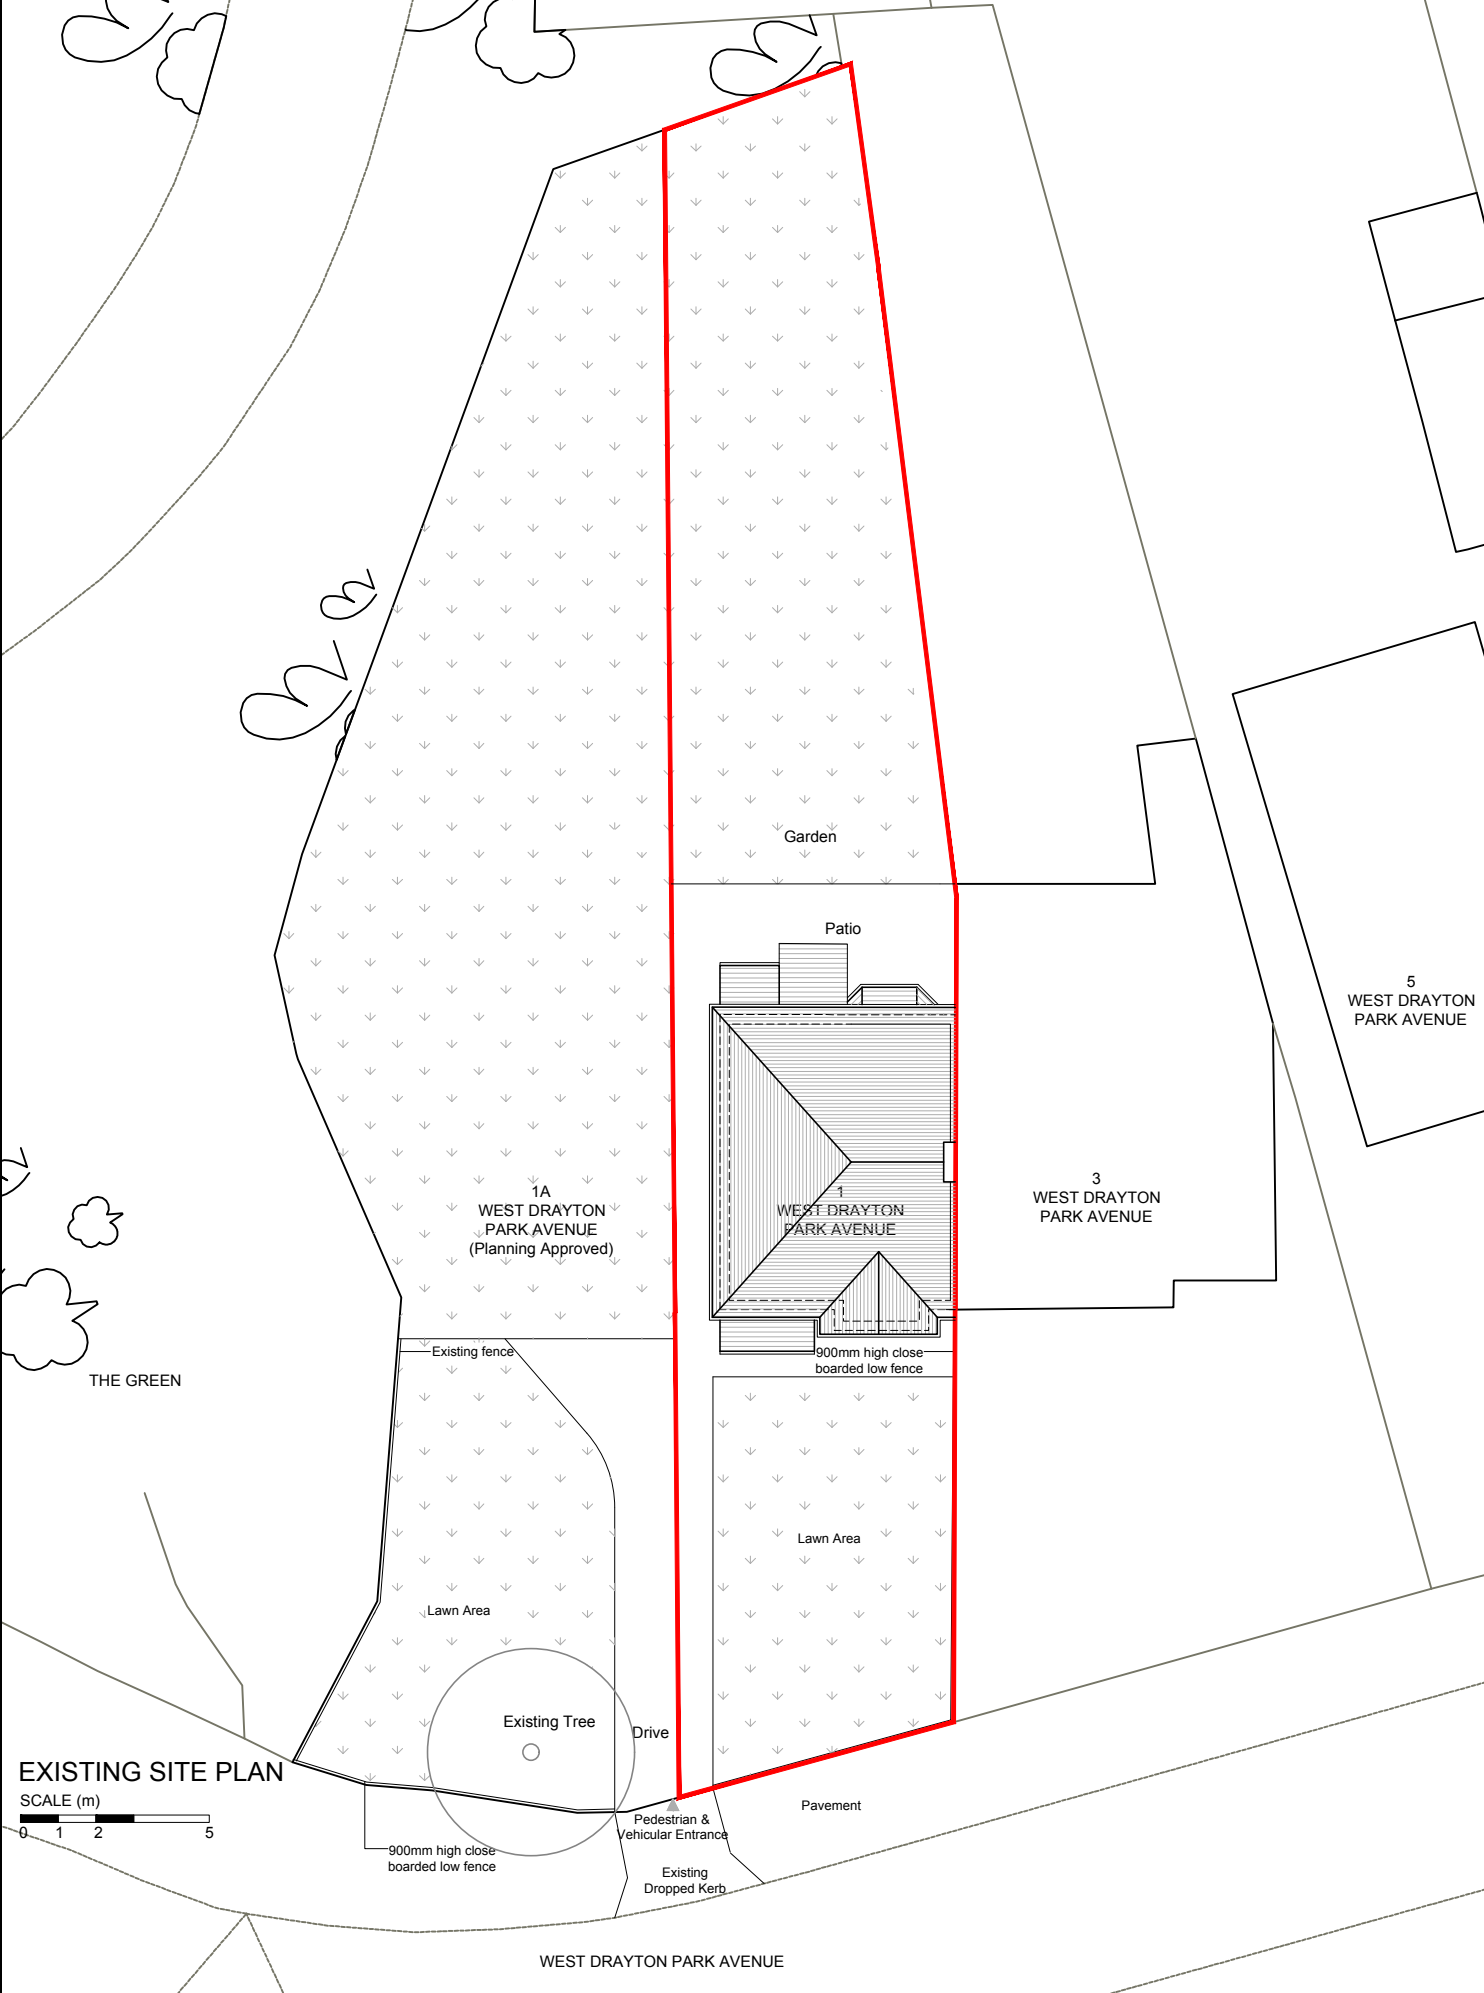 Garden
Patio
5
WEST DRAYTON
PARK AVENUE
1A
WEST DRAYTON
PARK AVENUE
(Planning Approved)
1
WEST DRAYTON
PARK AVENUE
3
WEST DRAYTON
PARK AVENUE
Existing fence
900mm high close
boarded low fence
THE GREEN
Lawn Area
Lawn Area
Existing Tree
Drive
EXISTING SITE PLAN
SCALE (m)
0 1 2 5
Pedestrian &
Vehicular Entrance
Pavement
900mm high close
boarded low fence
Existing
Dropped Kerb
WEST DRAYTON PARK AVENUE